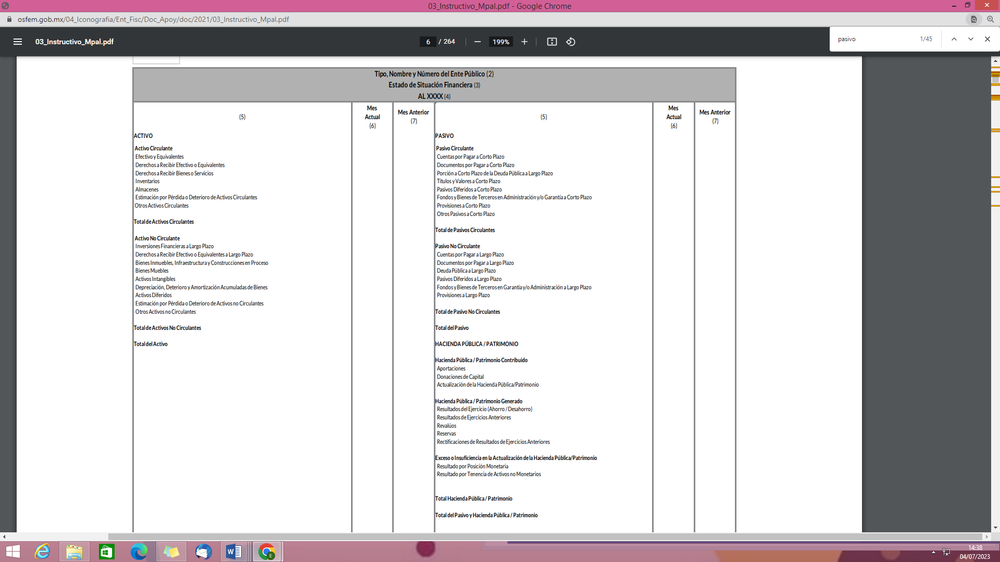 03_Instructivo_Mpal.pdf - Google Chrome
osfem.gob.mx/04_Iconografia/Ent_Fisc/Doc_Apoy/doc/2021/03_Instructivo_Mpal.pdf
03_Instructivo_Mpal.pdf
6 / 264
199%
pasivo
1/45
Tipo, Nombre y Número del Ente Público (2)
Estado de Situación Financiera (3)
AL XXXX (4)
(5)
Mes
Actual
(6)
Mes Anterior
(7)
ACTIVO
Activo Circulante
Efectivo y Equivalentes
Derechos a Recibir Efectivo o Equivalentes
Derechos a Recibir Bienes o Servicios
Inventarios
Almacenes
Estimación por Pérdida o Deterioro de Activos Circulantes
Otros Activos Circulantes
Total de Activos Circulantes
Activo No Circulante
Inversiones Financieras a Largo Plazo
Derechos a Recibir Efectivo o Equivalentes a Largo Plazo
Bienes Inmuebles, Infraestructura y Construcciones en Proceso
Bienes Muebles
Activos Intangibles
Depreciación, Deterioro y Amortización Acumuladas de Bienes
Activos Diferidos
Estimación por Pérdida o Deterioro de Activos no Circulantes
Otros Activos no Circulantes
Total de Activos No Circulantes
Total del Activo
(5)
Mes
Actual
(6)
Mes Anterior
(7)
PASIVO
Pasivo Circulante
Cuentas por Pagar a Corto Plazo
Documentos por Pagar a Corto Plazo
Porción a Corto Plazo de la Deuda Pública a Largo Plazo
Títulos y Valores a Corto Plazo
Pasivos Diferidos a Corto Plazo
Fondos y Bienes de Terceros en Administración y/o Garantía a Corto Plazo
Provisiones a Corto Plazo
Otros Pasivos a Corto Plazo
Total de Pasivos Circulantes
Pasivo No Circulante
Cuentas por Pagar a Largo Plazo
Documentos por Pagar a Largo Plazo
Deuda Pública a Largo Plazo
Pasivos Diferidos a Largo Plazo
Fondos y Bienes de Terceros en Garantía y/o Administración a Largo Plazo
Provisiones a Largo Plazo
Total de Pasivo No Circulantes
Total del Pasivo
HACIENDA PÚBLICA / PATRIMONIO
Hacienda Pública / Patrimonio Contribuido
Aportaciones
Donaciones de Capital
Actualización de la Hacienda Pública/Patrimonio
Hacienda Pública / Patrimonio Generado
Resultados del Ejercicio (Ahorro / Desahorro)
Resultados de Ejercicios Anteriores
Revalúos
Reservas
Rectificaciones de Resultados de Ejercicios Anteriores
Exceso o Insuficiencia en la Actualización de la Hacienda Pública/Patrimonio
Resultado por Posición Monetaria
Resultado por Tenencia de Activos no Monetarios
Total Hacienda Pública / Patrimonio
Total del Pasivo y Hacienda Pública / Patrimonio
14:38
04/07/2023